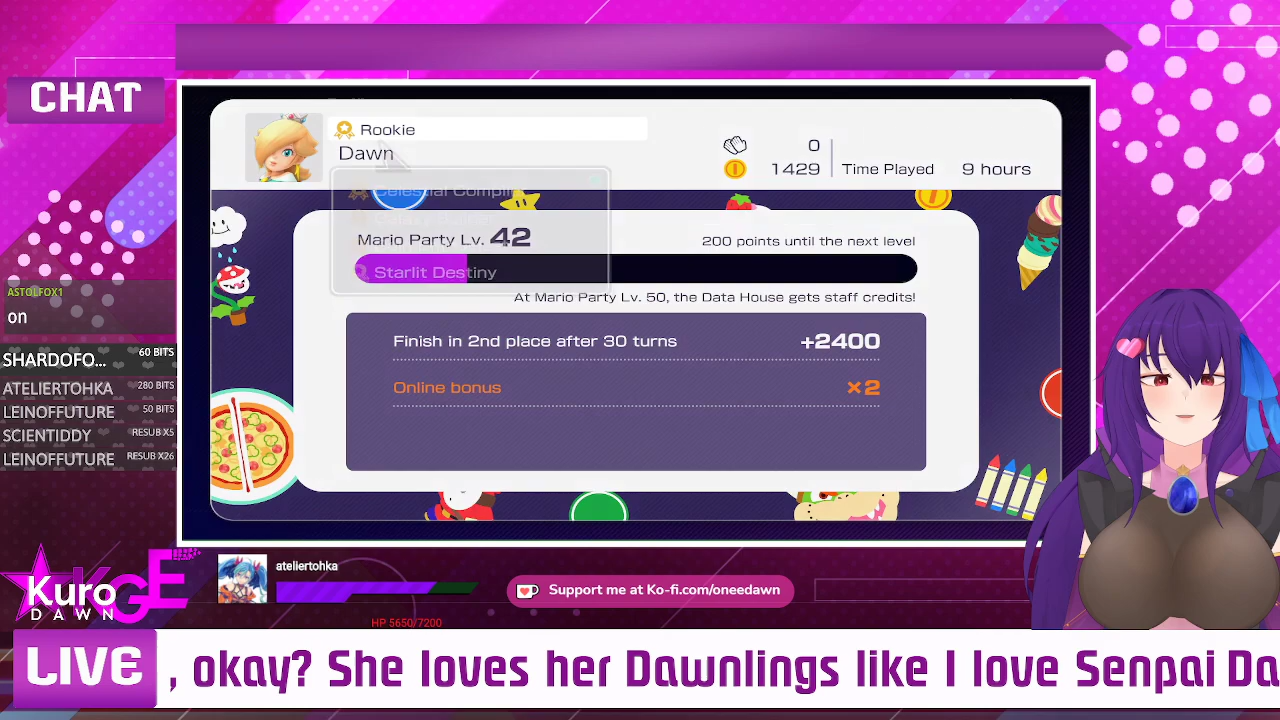 CHAT
Rookie
Dawn
0
1429
Time Played 9 hours
Mario Party Lv. 42
200 points until the next level
Starlit Destiny
At Mario Party Lv. 50, the Data House gets staff credits!
Finish in 2nd place after 30 turns +2400
Online bonus ×2
ASTOLFOX1
on
SHARDOFO... 60 BITS
ATELIERTOHKA 280 BITS
LEINOFFUTURE 50 BITS
SCIENTIDDY RESUB X5
LEINOFFUTURE RESUB X26
Kuro
DAWN
ateliertohka
HP 5650/7200
Support me at Ko-fi.com/oneedawn
LIVE
, okay? She loves her Dawnlings like I love Senpai Da